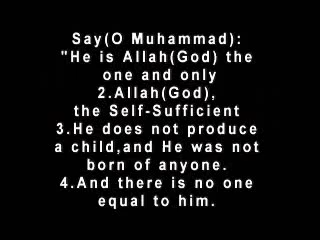 Say(O Muhammad):
"He is Allah(God) the
one and only
2.Allah(God),
the Self-Sufficient
3.He does not produce
a child,and He was not
born of anyone.
4.And there is no one
equal to him.